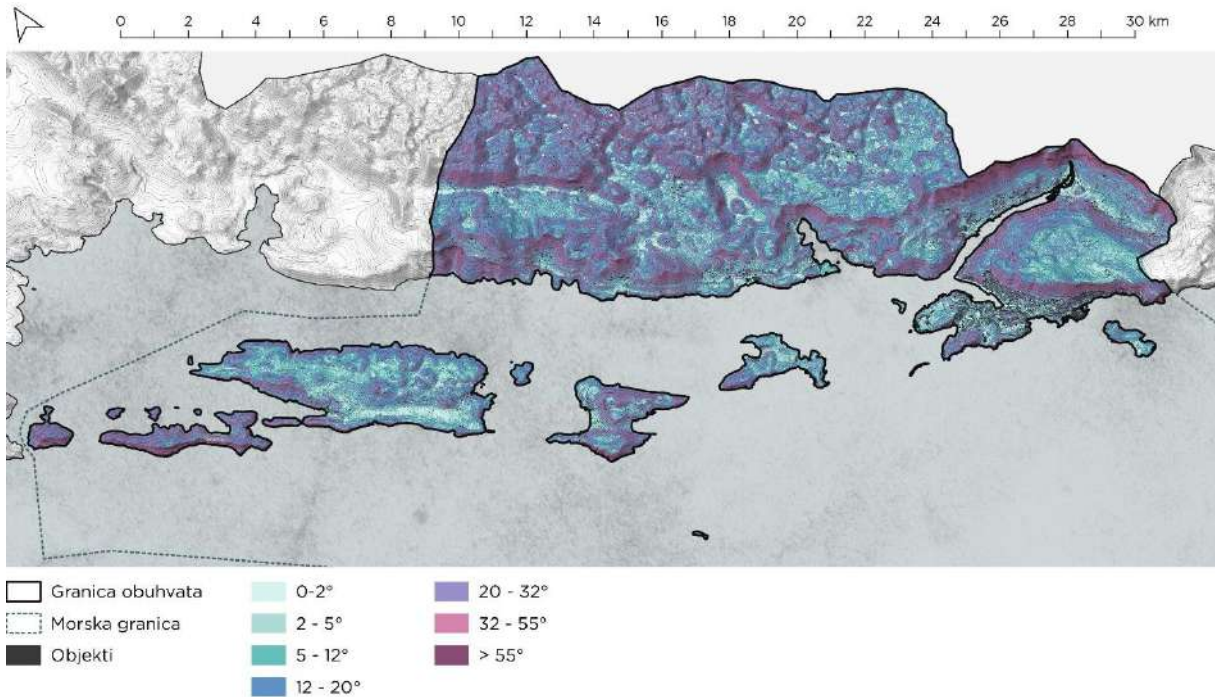 0 2 4 6 8 10 12 14 16 18 20 22 24 26 28 30 km
Granica obuhvata
Morska granica
Objekti
0-2°
2 - 5°
5 - 12°
12 - 20°
20 - 32°
32 - 55°
> 55°